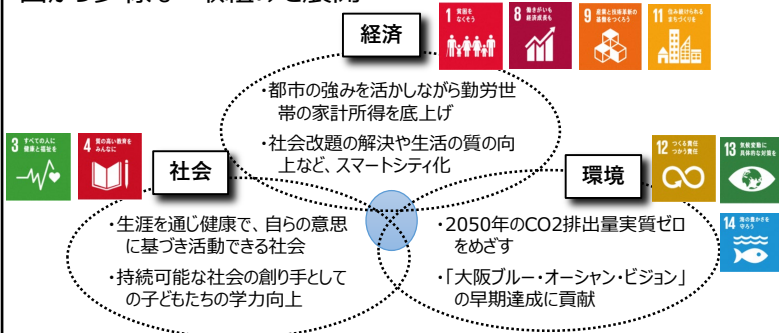 経済
1 貧困を
なくそう
8 働きがいも
経済成長も
9 産業と技術革新の
基盤をつくろう
11 住み続けられる
まちづくりを
・都市の強みを活かしながら勤労世
帯の家計所得を底上げ
・社会改題の解決や生活の質の向
上など、スマートシティ化
3 すべての人に
健康と福祉を
4 質の高い教育を
みんなに
社会
・生涯を通じ健康で、自らの意思
に基づき活動できる社会
・持続可能な社会の創り手として
の子どもたちの学力向上
12 つくる責任
つかう責任
13 気候変動に
具体的な対策を
14 海の豊かさを
守ろう
環境
・2050年のCO2排出量実質ゼロ
をめざす
・「大阪ブルー・オーシャン・ビジョン」
の早期達成に貢献